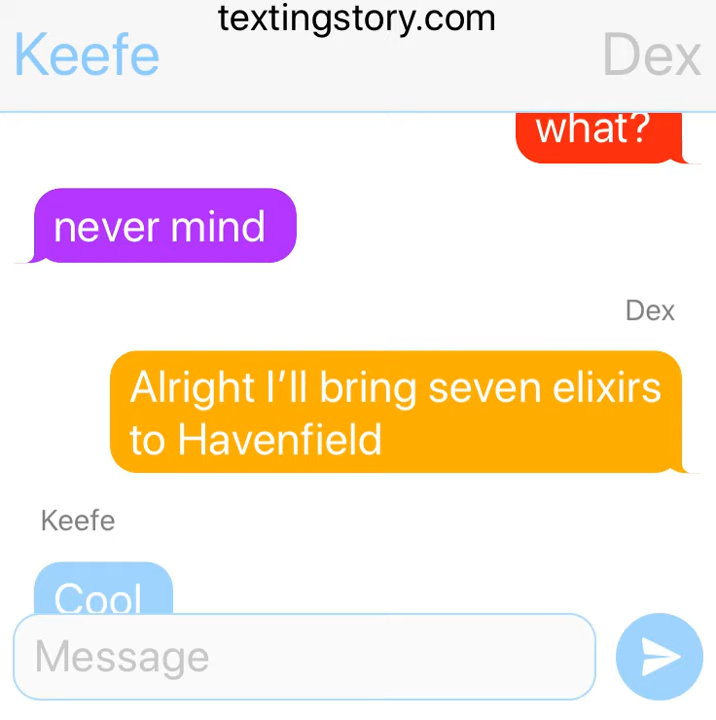 textingstory.com
Keefe
Dex
what?
never mind
Dex
Alright I’ll bring seven elixirs
to Havenfield
Keefe
Cool
Message